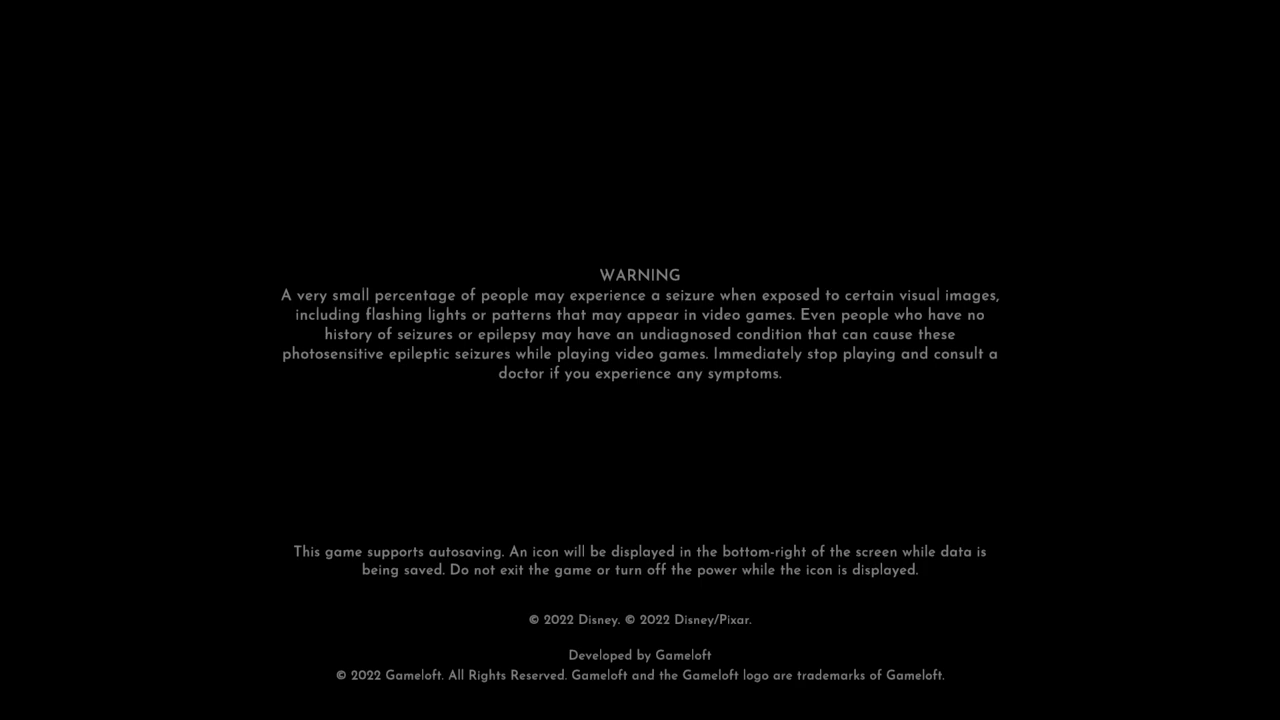 WARNING
A very small percentage of people may experience a seizure when exposed to certain visual images,
including flashing lights or patterns that may appear in video games. Even people who have no
history of seizures or epilepsy may have an undiagnosed condition that can cause these
photosensitive epileptic seizures while playing video games. Immediately stop playing and consult a
doctor if you experience any symptoms.
This game supports autosaving. An icon will be displayed in the bottom-right of the screen while data is
being saved. Do not exit the game or turn off the power while the icon is displayed.
© 2022 Disney. © 2022 Disney/Pixar.
Developed by Gameloft
© 2022 Gameloft. All Rights Reserved. Gameloft and the Gameloft logo are trademarks of Gameloft.